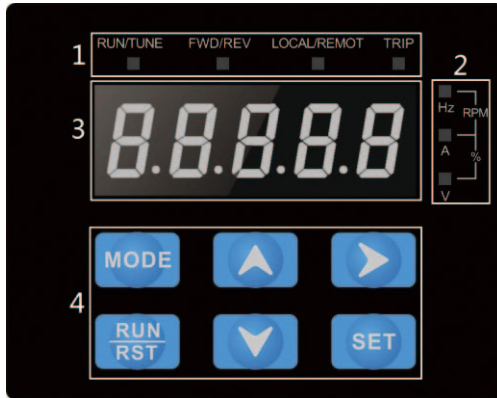 1 RUN/TUNE FWD/REV LOCAL/REMOT TRIP
2
3 8.8.8.8.8
Hz RPM
A %
V
4
MODE
RUN
RST SET